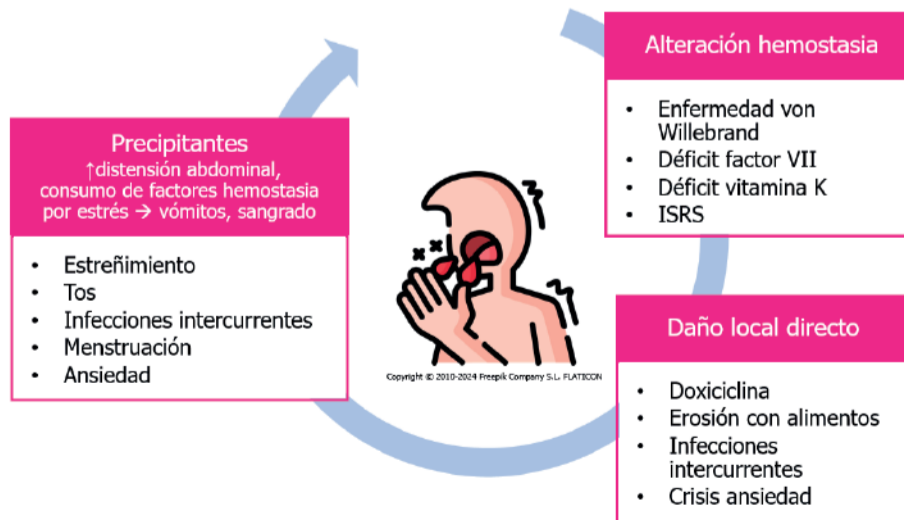 Alteración hemostasia
• Enfermedad von
Willebrand
• Déficit factor VII
• Déficit vitamina K
• ISRS
Daño local directo
• Doxiciclina
• Erosión con alimentos
• Infecciones
intercurrentes
• Crisis ansiedad
Precipitantes
↑distensión abdominal,
consumo de factores hemostasia
por estrés → vómitos, sangrado
• Estreñimiento
• Tos
• Infecciones intercurrentes
• Menstruación
• Ansiedad
Copyright © 2010-2024 Freepik Company S.L. FLATICON